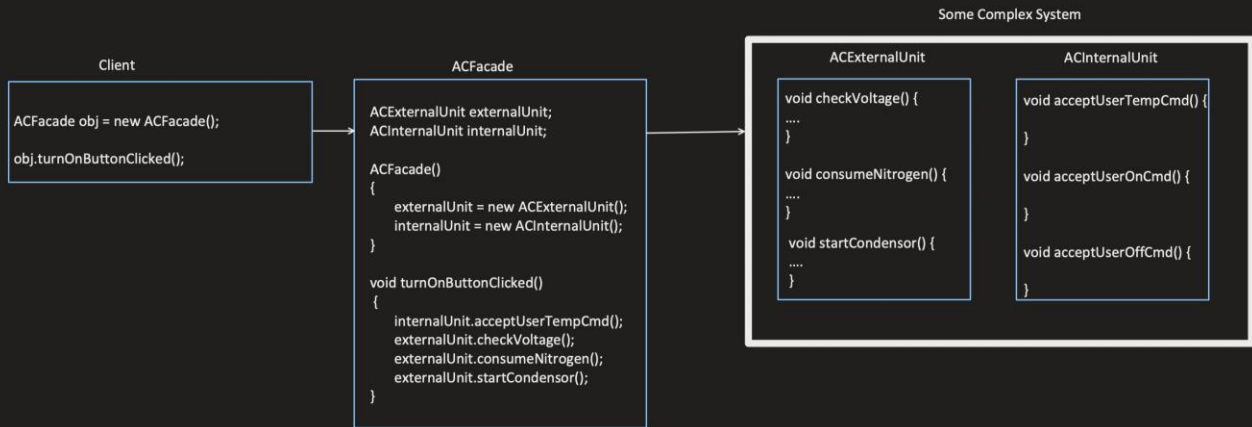 Some Complex System
Client
ACFacade obj = new ACFacade();
obj.turnOnButtonClicked();
ACFacade
ACExternalUnit externalUnit;
ACInternalUnit internalUnit;
ACFacade()
{
externalUnit = new ACExternalUnit();
internalUnit = new ACInternalUnit();
}
void turnOnButtonClicked()
{
internalUnit.acceptUserTempCmd();
externalUnit.checkVoltage();
externalUnit.consumeNitrogen();
externalUnit.startCondensor();
}
ACExternalUnit
void checkVoltage() {
....
}
void consumeNitrogen() {
....
}
void startCondensor() {
....
}
ACInternalUnit
void acceptUserTempCmd() {
}
void acceptUserOnCmd() {
}
void acceptUserOffCmd() {
}